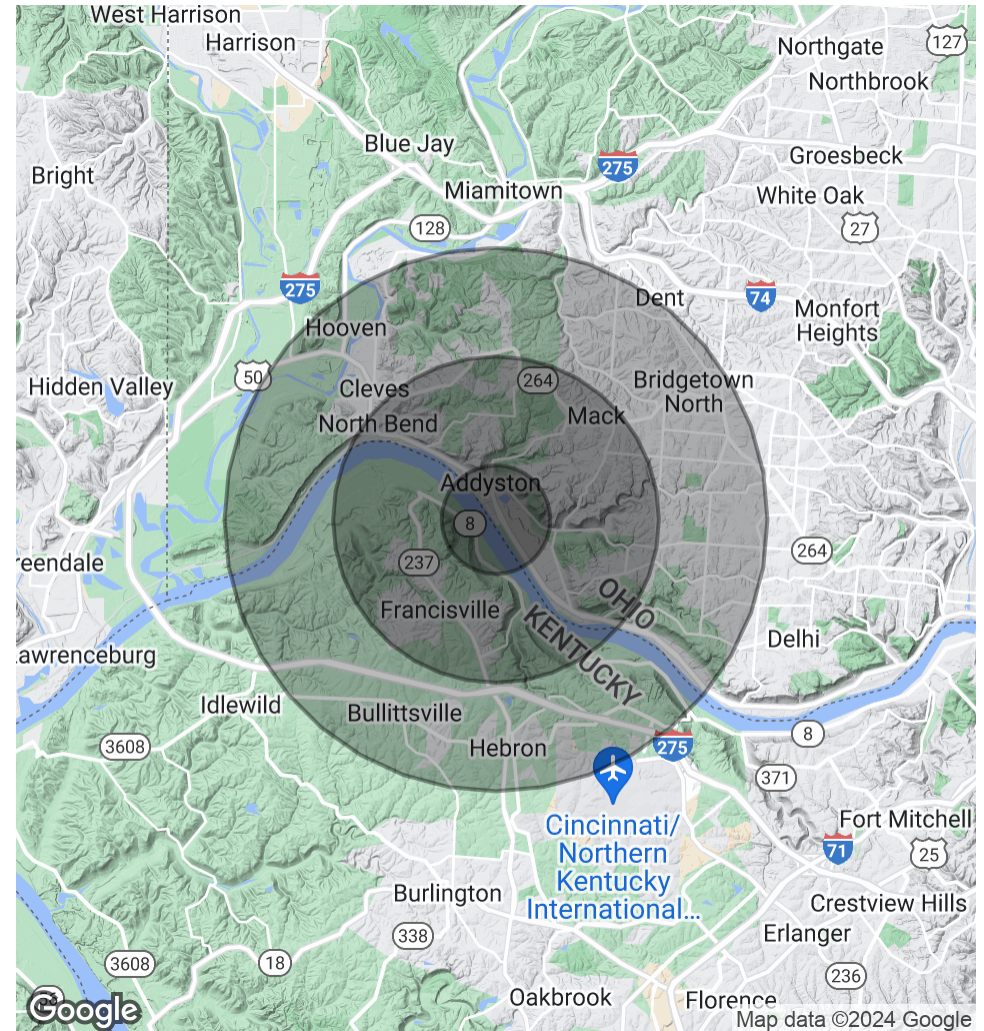 West Harrison
Harrison
Northgate
127
Northbrook
Blue Jay
275
Groesbeck
Bright
Miamitown
White Oak
128
27
275
Dent
74
Hooven
Monfort
Heights
50
Hidden Valley
Cleves
264
Bridgetown
North
North Bend
Mack
Addyston
8
264
reendale
237
OHIO
Francisville
KENTUCKY
Delhi
awrenceburg
Idlewild
Bullittsville
3608
Hebron
275
8
371
Cincinnati/
Northern
Kentucky
International...
Fort Mitchell
71
25
Burlington
Crestview Hills
338
Erlanger
3608
18
236
Oakbrook
Florence
Google
Map data ©2024 Google